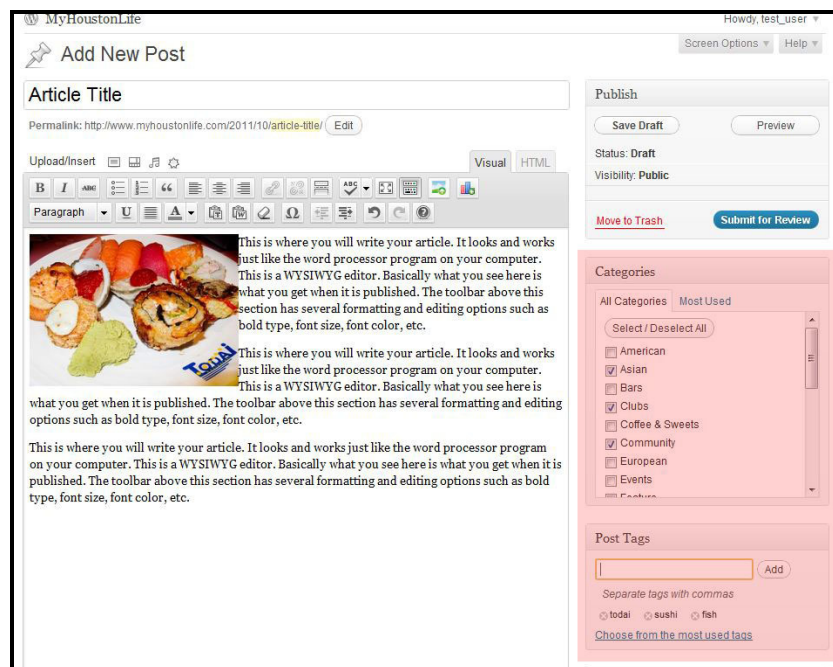 MyHoustonLife
Howdy, test_user
Add New Post
Screen Options
Help
Article Title
Permalink: http://www.myhoustonlife.com/2011/10/article-title/ Edit
Upload/Insert
Visual HTML
B I ABC ABC
Paragraph U A T W Ω
This is where you will write your article. It looks and works
just like the word processor program on your computer.
This is a WYSIWYG editor. Basically what you see here is
what you get when it is published. The toolbar above this
section has several formatting and editing options such as
bold type, font size, font color, etc.
TODAI
This is where you will write your article. It looks and works
just like the word processor program on your computer.
This is a WYSIWYG editor. Basically what you see here is
what you get when it is published. The toolbar above this section has several formatting and editing
options such as bold type, font size, font color, etc.
This is where you will write your article. It looks and works just like the word processor program
on your computer. This is a WYSIWYG editor. Basically what you see here is what you get when it is
published. The toolbar above this section has several formatting and editing options such as bold
type, font size, font color, etc.
Publish
Save Draft Preview
Status: Draft
Visibility: Public
Move to Trash Submit for Review
Categories
All Categories Most Used
Select / Deselect All
American
Asian
Bars
Clubs
Coffee & Sweets
Community
European
Events
Post Tags
Add
Separate tags with commas
todai sushi fish
Choose from the most used tags